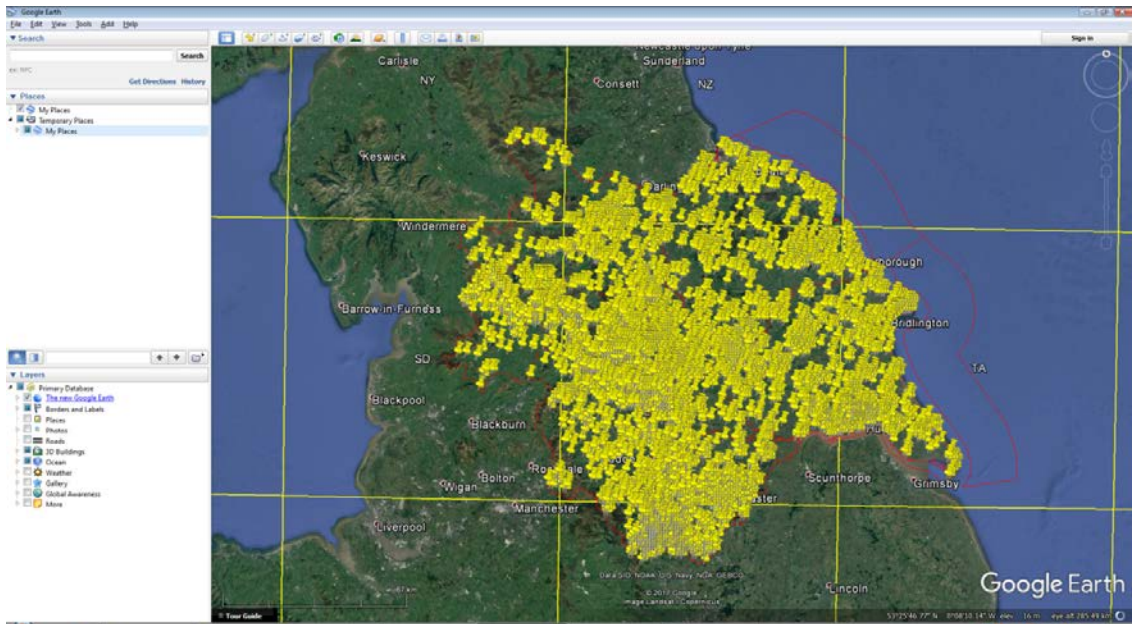 Google Earth
File Edit View Tools Add Help
Search
Search
Get Directions History
Places
My Places
Temporary Places
My Places
Layers
Primary Database
The new Google Earth
Borders and Labels
Places
Photos
Roads
3D Buildings
Ocean
Weather
Gallery
Global Awareness
More
Sign in
Carlisle
NY
Sunderland
Consett
NZ
Keswick
Darlin
Windermere
orough
Barrow-in-Furness
Bridlington
SD
TA
Blackpool
Blackburn
Hu
Bolton
Wigan
Scunthorpe
Grimsby
Manchester
aster
Liverpool
Lincoln
Data SIO, NOAA, U.S. Navy, NGA, GEBCO
© 2017 Google
Image Landsat / Copernicus
Google Earth
Tour Guide